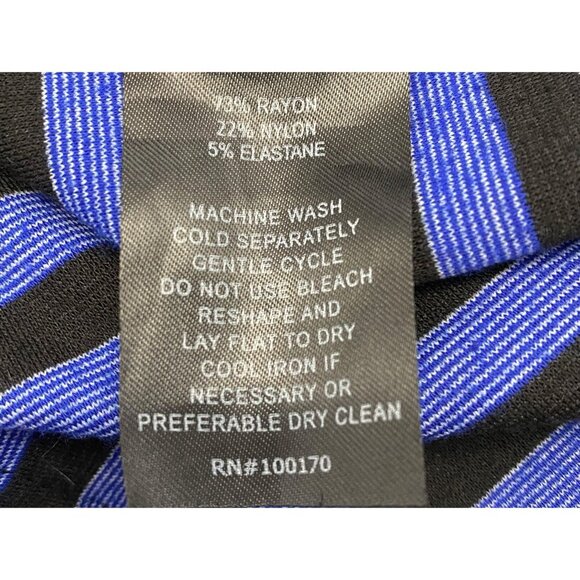 73% RAYON
22% NYLON
5% ELASTANE
MACHINE WASH
COLD SEPARATELY
GENTLE CYCLE
DO NOT USE BLEACH
RESHAPE AND
LAY FLAT TO DRY
COOL IRON IF
NECESSARY OR
PREFERABLE DRY CLEAN
RN#100170